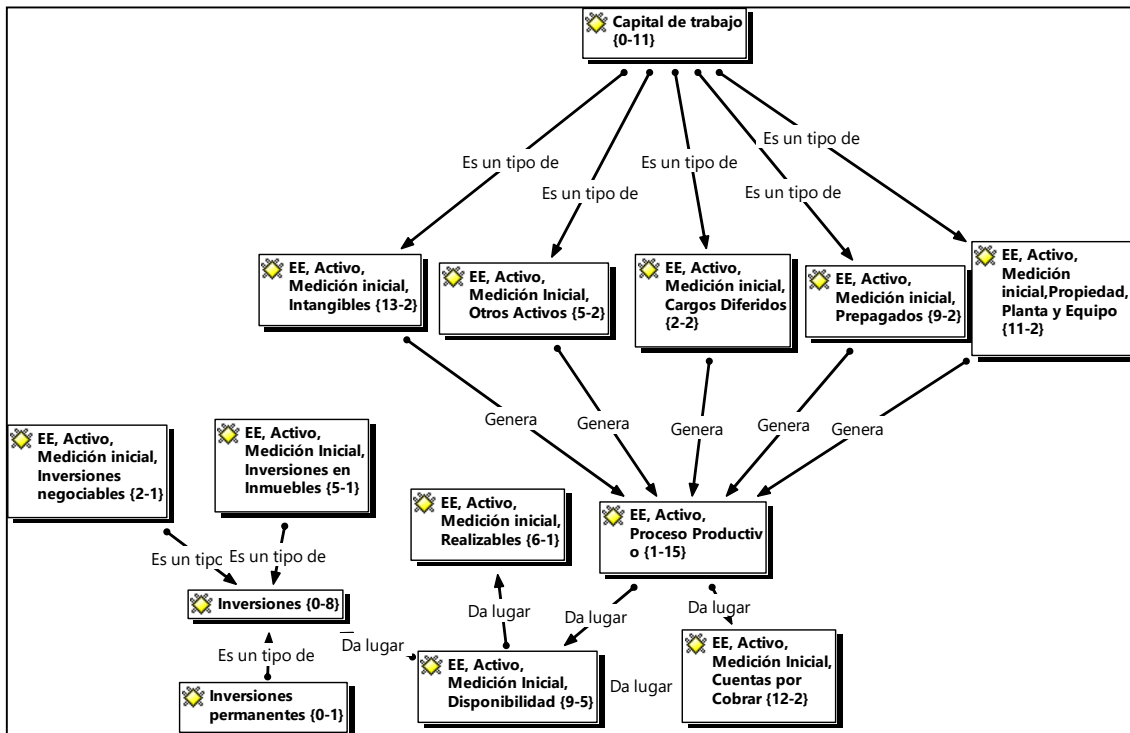 Capital de trabajo
{0-11}
Es un tipo de
Es un tipo de
Es un tipo de
Es un tipo de
Es un tipo de
EE, Activo,
Medición inicial,
Intangibles {13-2}
EE, Activo,
Medición Inicial,
Otros Activos {5-2}
EE, Activo,
Medición inicial,
Cargos Diferidos
{2-2}
EE, Activo,
Medición inicial,
Prepagados {9-2}
EE, Activo,
Medición
inicial,Propiedad,
Planta y Equipo
{11-2}
Genera
Genera
Genera
Genera
Genera
EE, Activo,
Medición inicial,
Inversiones
negociables {2-1}
EE, Activo,
Medición Inicial,
Inversiones en
Inmuebles {5-1}
EE, Activo,
Medición inicial,
Realizables {6-1}
EE, Activo,
Proceso Productiv
o {1-15}
Es un tipo
Es un tipo de
Inversiones {0-8}
Da lugar
Da lugar
Da lugar
Es un tipo de
Da lugar
Inversiones
permanentes {0-1}
EE, Activo,
Medición Inicial,
Disponibilidad {9-5}
Da lugar
EE, Activo,
Medición Inicial,
Cuentas por
Cobrar {12-2}